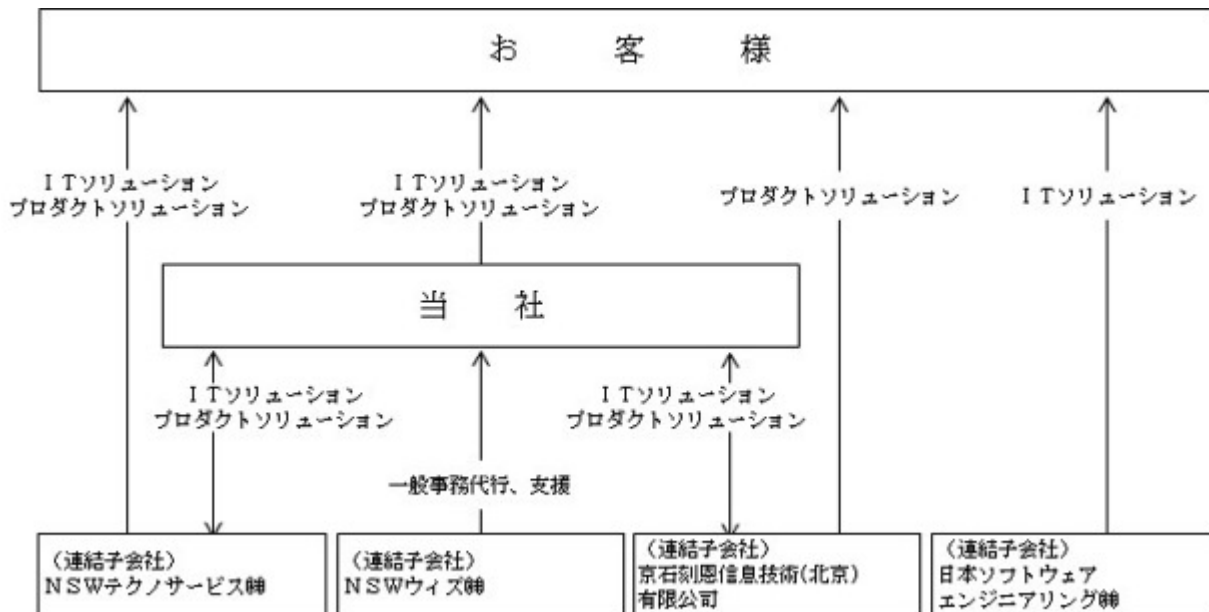 お客様
ＩＴソリューション
プロダクトソリューション
ＩＴソリューション
プロダクトソリューション
プロダクトソリューション
ＩＴソリューション
当社
ＩＴソリューション
プロダクトソリューション
ＩＴソリューション
プロダクトソリューション
一般事務代行、支援
（連結子会社）
ＮＳＷテクノサービス㈱
（連結子会社）
ＮＳＷウィズ㈱
（連結子会社）
京石刻恩信息技術(北京)
有限公司
（連結子会社）
日本ソフトウェア
エンジニアリング㈱